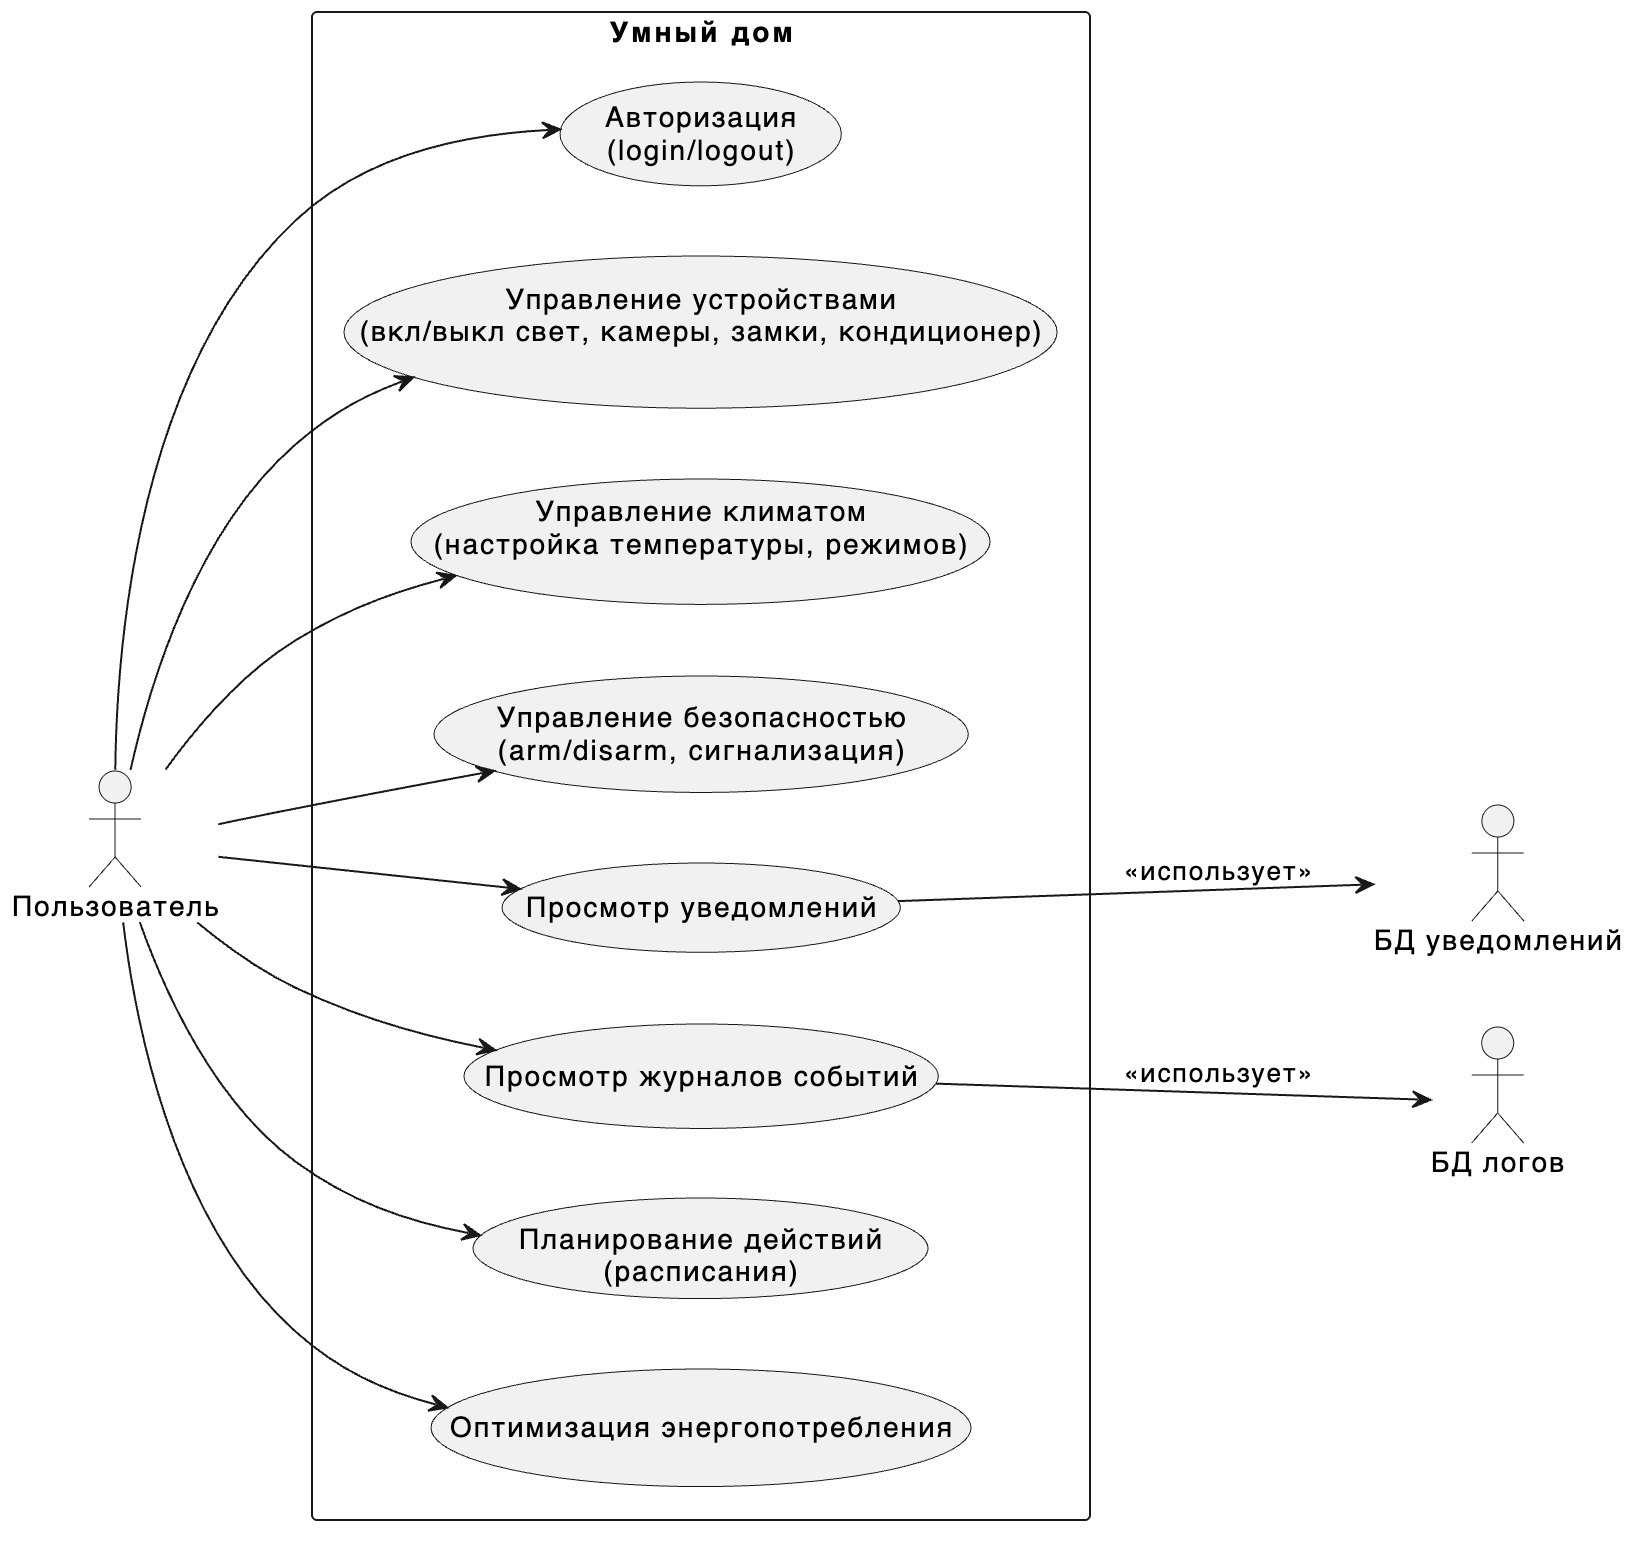 Умный дом
Авторизация
(login/logout)
Управление устройствами
(вкл/выкл свет, камеры, замки, кондиционер)
Управление климатом
(настройка температуры, режимов)
Управление безопасностью
(arm/disarm, сигнализация)
Пользователь
Просмотр уведомлений
«использует»
БД уведомлений
Просмотр журналов событий
«использует»
БД логов
Планирование действий
(расписания)
Оптимизация энергопотребления